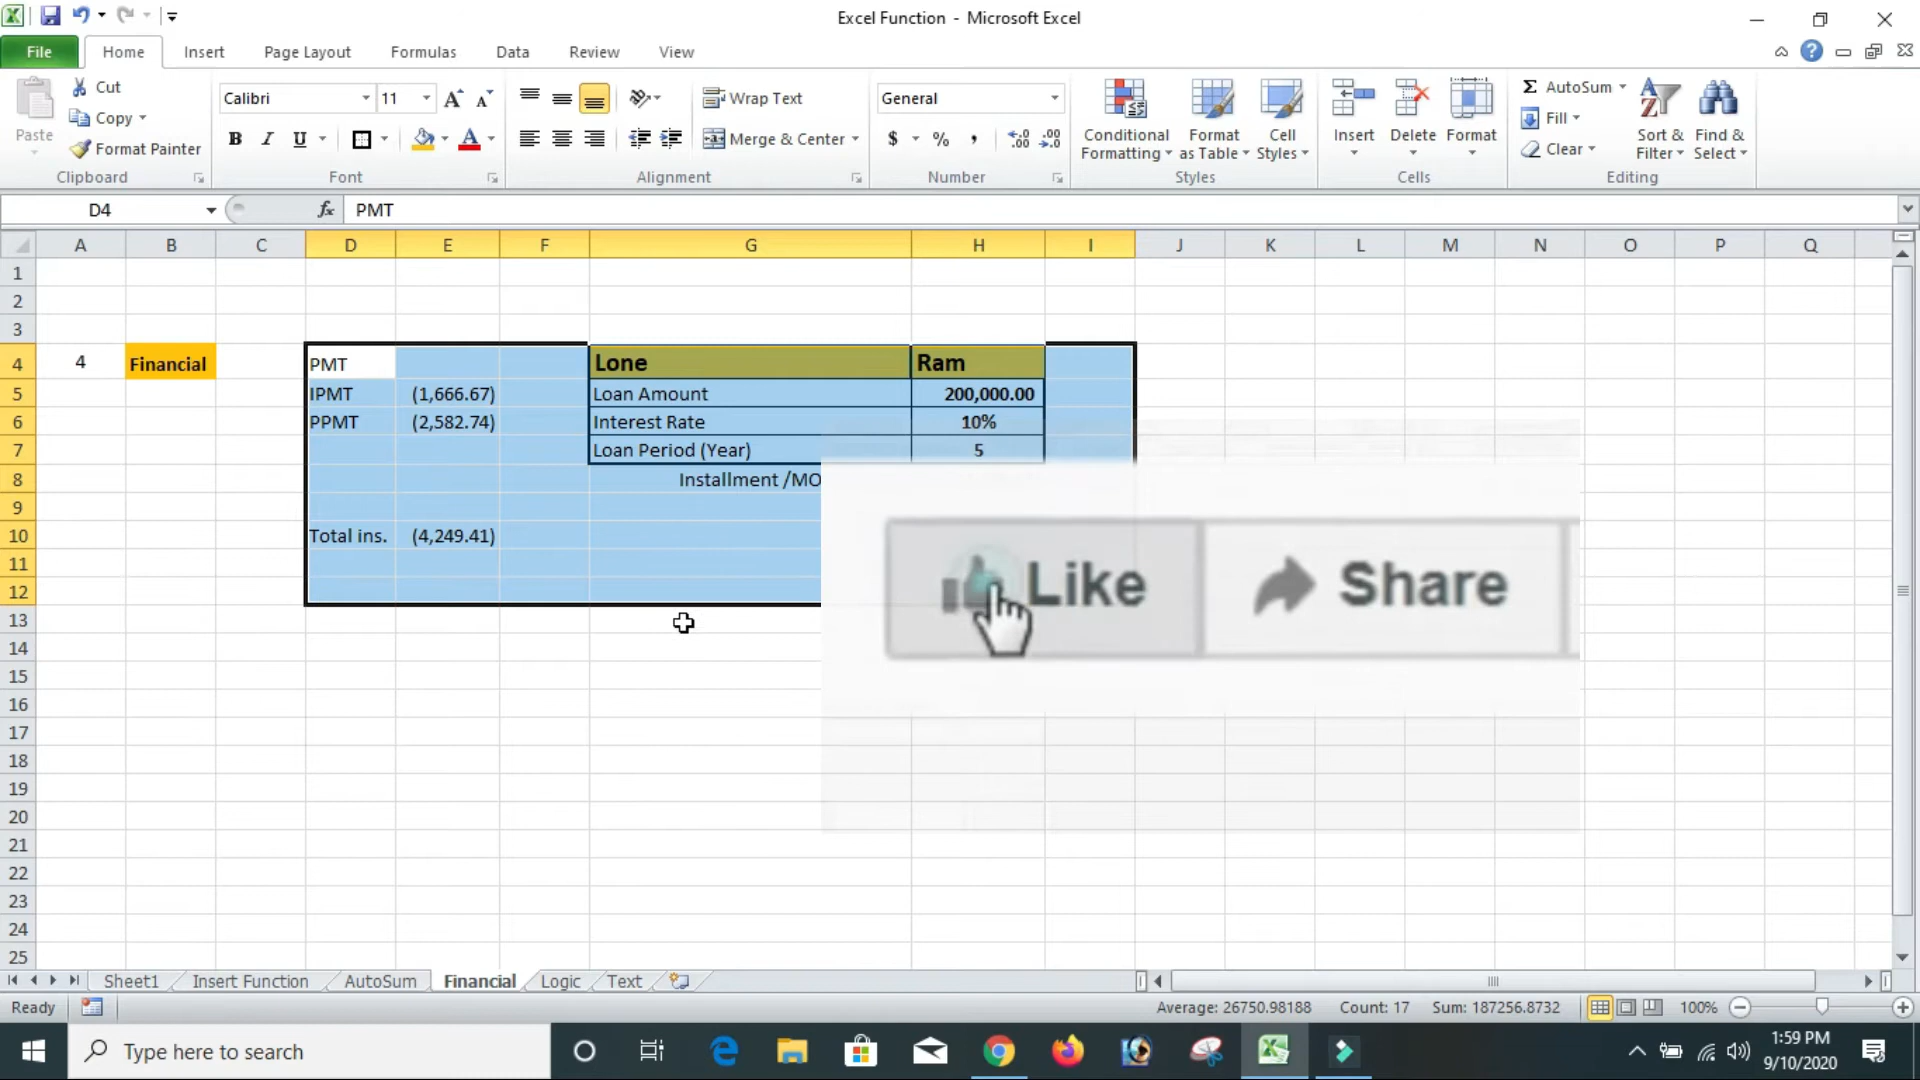 Excel Function - Microsoft Excel
File Home Insert Page Layout Formulas Data Review View
Cut
Copy
Format Painter
Paste
Clipboard
Calibri 11
B I U
Font
Wrap Text
Merge & Center
Alignment
General
$ % ,
Number
Conditional Formatting
Format as Table
Cell Styles
Styles
Insert Delete Format
Cells
AutoSum
Fill
Clear
Sort & Filter
Find & Select
Editing
D4 fx PMT
A B C D E F G H I J K L M N O P Q
1
2
3
4 4 Financial PMT Lone Ram
5 IPMT (1,666.67) Loan Amount 200,000.00
6 PPMT (2,582.74) Interest Rate 10%
7 Loan Period (Year) 5
8 Installment /MO
9
10 Total ins. (4,249.41)
11
12
13
14
15
16
17
18
19
20
21
22
23
24
25
Like Share
Sheet1 Insert Function AutoSum Financial Logic Text
Ready Average: 26750.98188 Count: 17 Sum: 187256.8732 100%
Type here to search
1:59 PM
9/10/2020